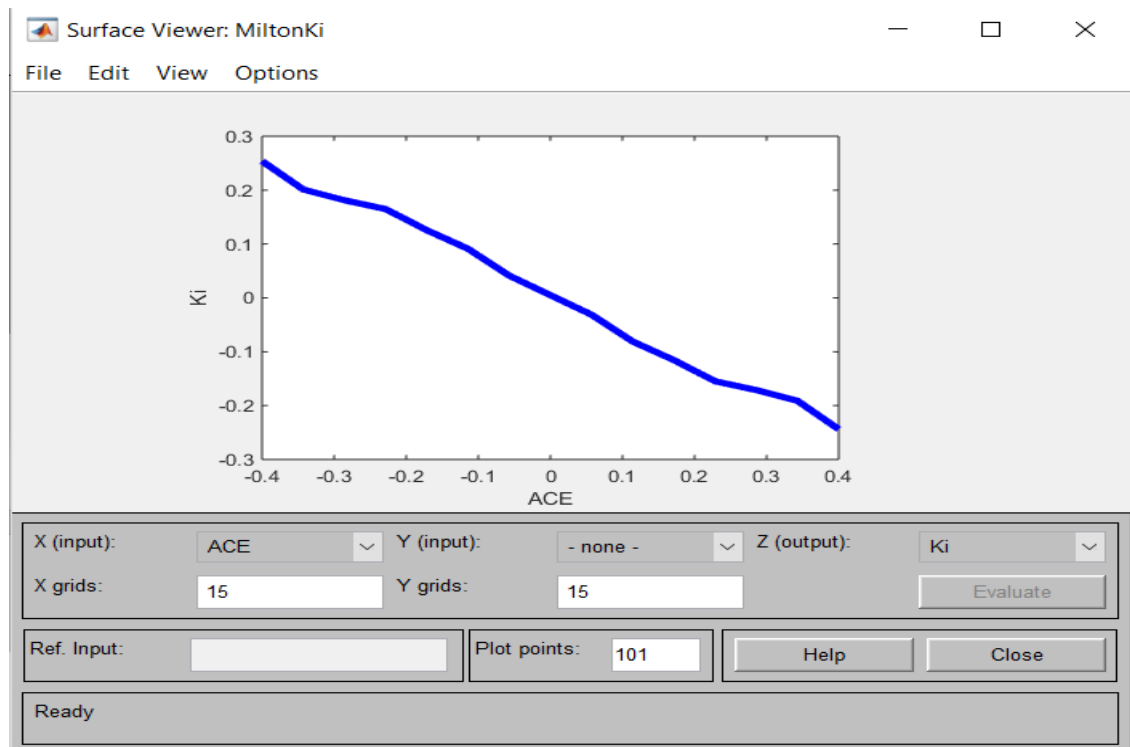 Surface Viewer: MiltonKi
File Edit View Options
0.3
0.2
0.1
0
-0.1
-0.2
-0.3
Ki
-0.4 -0.3 -0.2 -0.1 0 0.1 0.2 0.3 0.4
ACE
X (input): ACE Y (input): - none - Z (output): Ki
X grids: 15 Y grids: 15 Evaluate
Ref. Input: Plot points: 101 Help Close
Ready